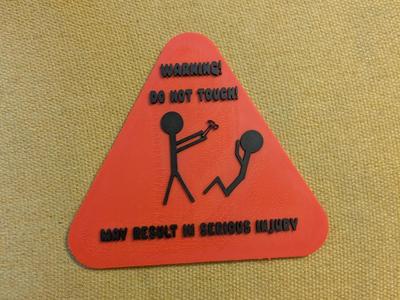 WARNING!
DO NOT TOUCH!
MAY RESULT IN SERIOUS INJURY